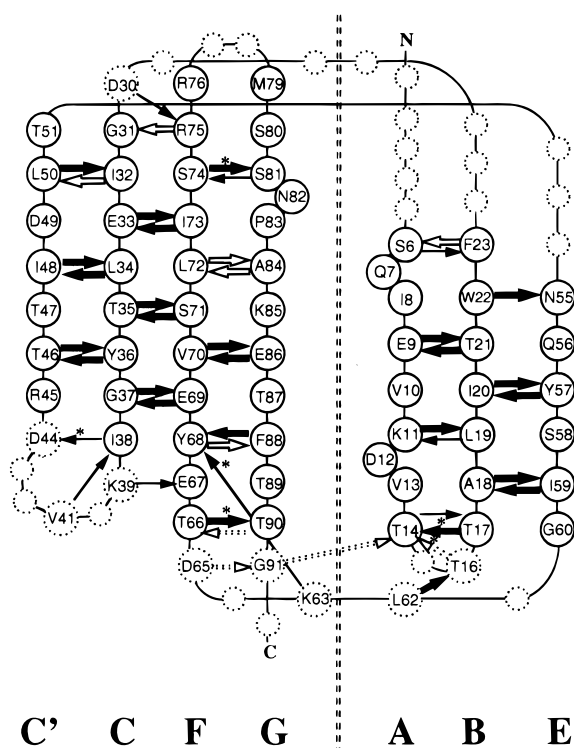 N
D30 R76 M79
T51 G31 R75 S80
L50 I32 S74 * S81
N82
D49 E33 I73 P83
S6 F23
I48 L34 L72 A84 Q7
T47 T35 S71 K85 I8 W22 N55
T46 Y36 V70 E86 E9 T21 Q56
R45 G37 E69 T87 V10 I20 Y57
D44 * I38 Y68 F88 K11 L19 S58
* D12
K39 E67 T89 V13 A18 I59
V41 T66 * T90 T14 * T17 G60
D65 G91 T16
K63 L62
C
C’ C F G A B E